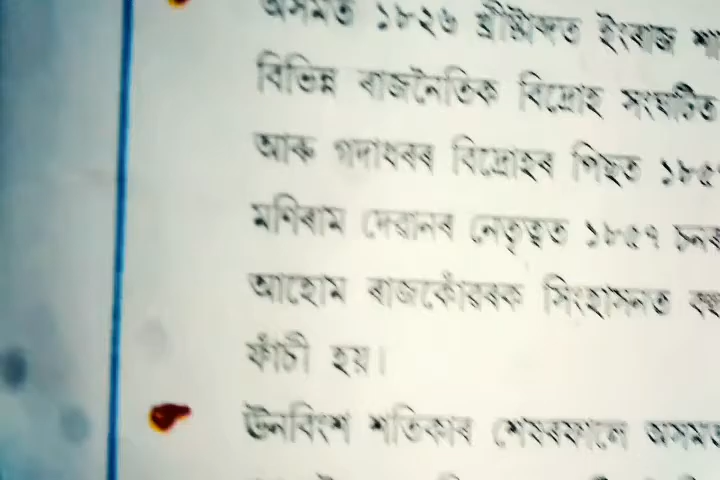 অসমত ১৮২৬ খ্ৰীষ্টাব্দত ইংৰাজ
বিভিন্ন ৰাজনৈতিক বিদ্ৰোহ সংঘটিত
আৰু গদাধৰৰ বিদ্ৰোহৰ পিছত
মণিৰাম দেৱানৰ নেতৃত্বত ১৮৫৭ চনৰ
আহোম ৰাজকোঁৱৰক সিংহাসনত
ফাঁচী হয়।
ঊনবিংশ শতিকাৰ শেষৰফালে অসমত